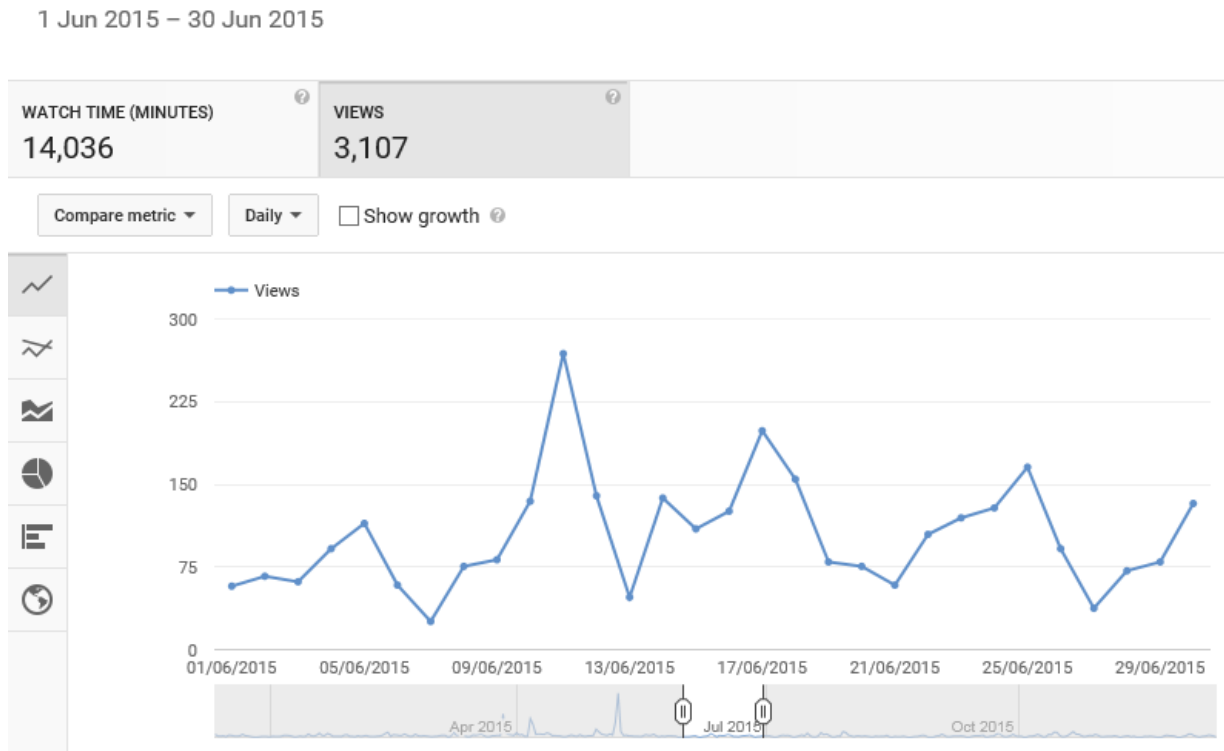 1 Jun 2015 – 30 Jun 2015
WATCH TIME (MINUTES) ?
14,036
VIEWS ?
3,107
Compare metric
Daily
Show growth ?
Views
300
225
150
75
0
01/06/2015 05/06/2015 09/06/2015 13/06/2015 17/06/2015 21/06/2015 25/06/2015 29/06/2015
Apr 2015 Jul 2015 Oct 2015